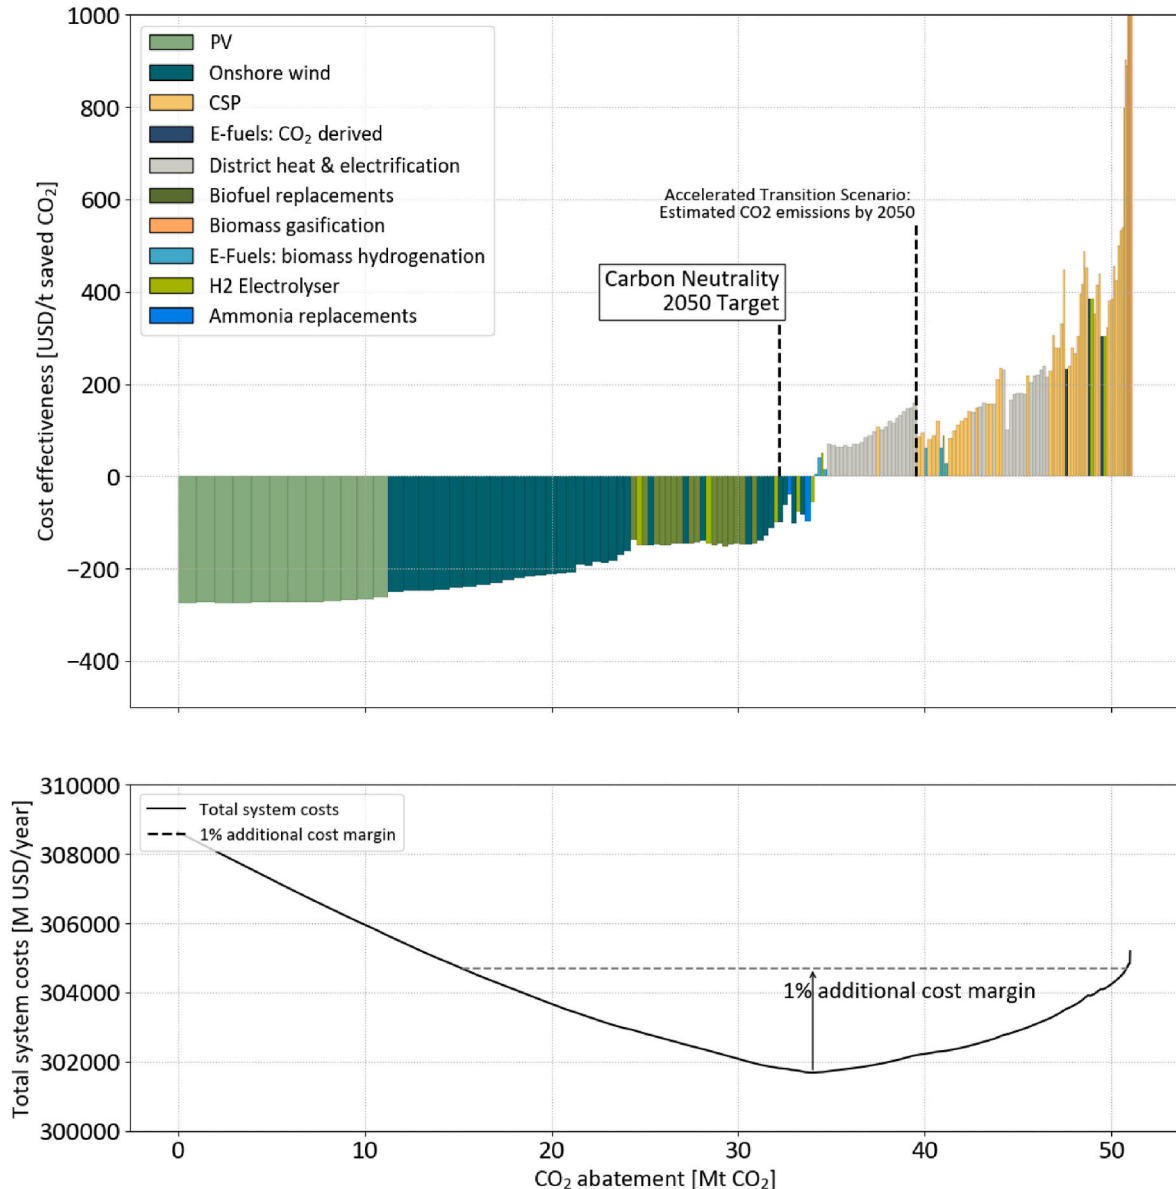 1000
800
600
400
200
0
−200
−400
Cost effectiveness [USD/t saved CO₂]
PV
Onshore wind
CSP
E-fuels: CO₂ derived
District heat & electrification
Biofuel replacements
Biomass gasification
E-Fuels: biomass hydrogenation
H2 Electrolyser
Ammonia replacements
Accelerated Transition Scenario:
Estimated CO2 emissions by 2050
Carbon Neutrality
2050 Target
310000
308000
306000
304000
302000
300000
Total system costs [M USD/year]
Total system costs
1% additional cost margin
1% additional cost margin
0
10
20
30
40
50
CO₂ abatement [Mt CO₂]